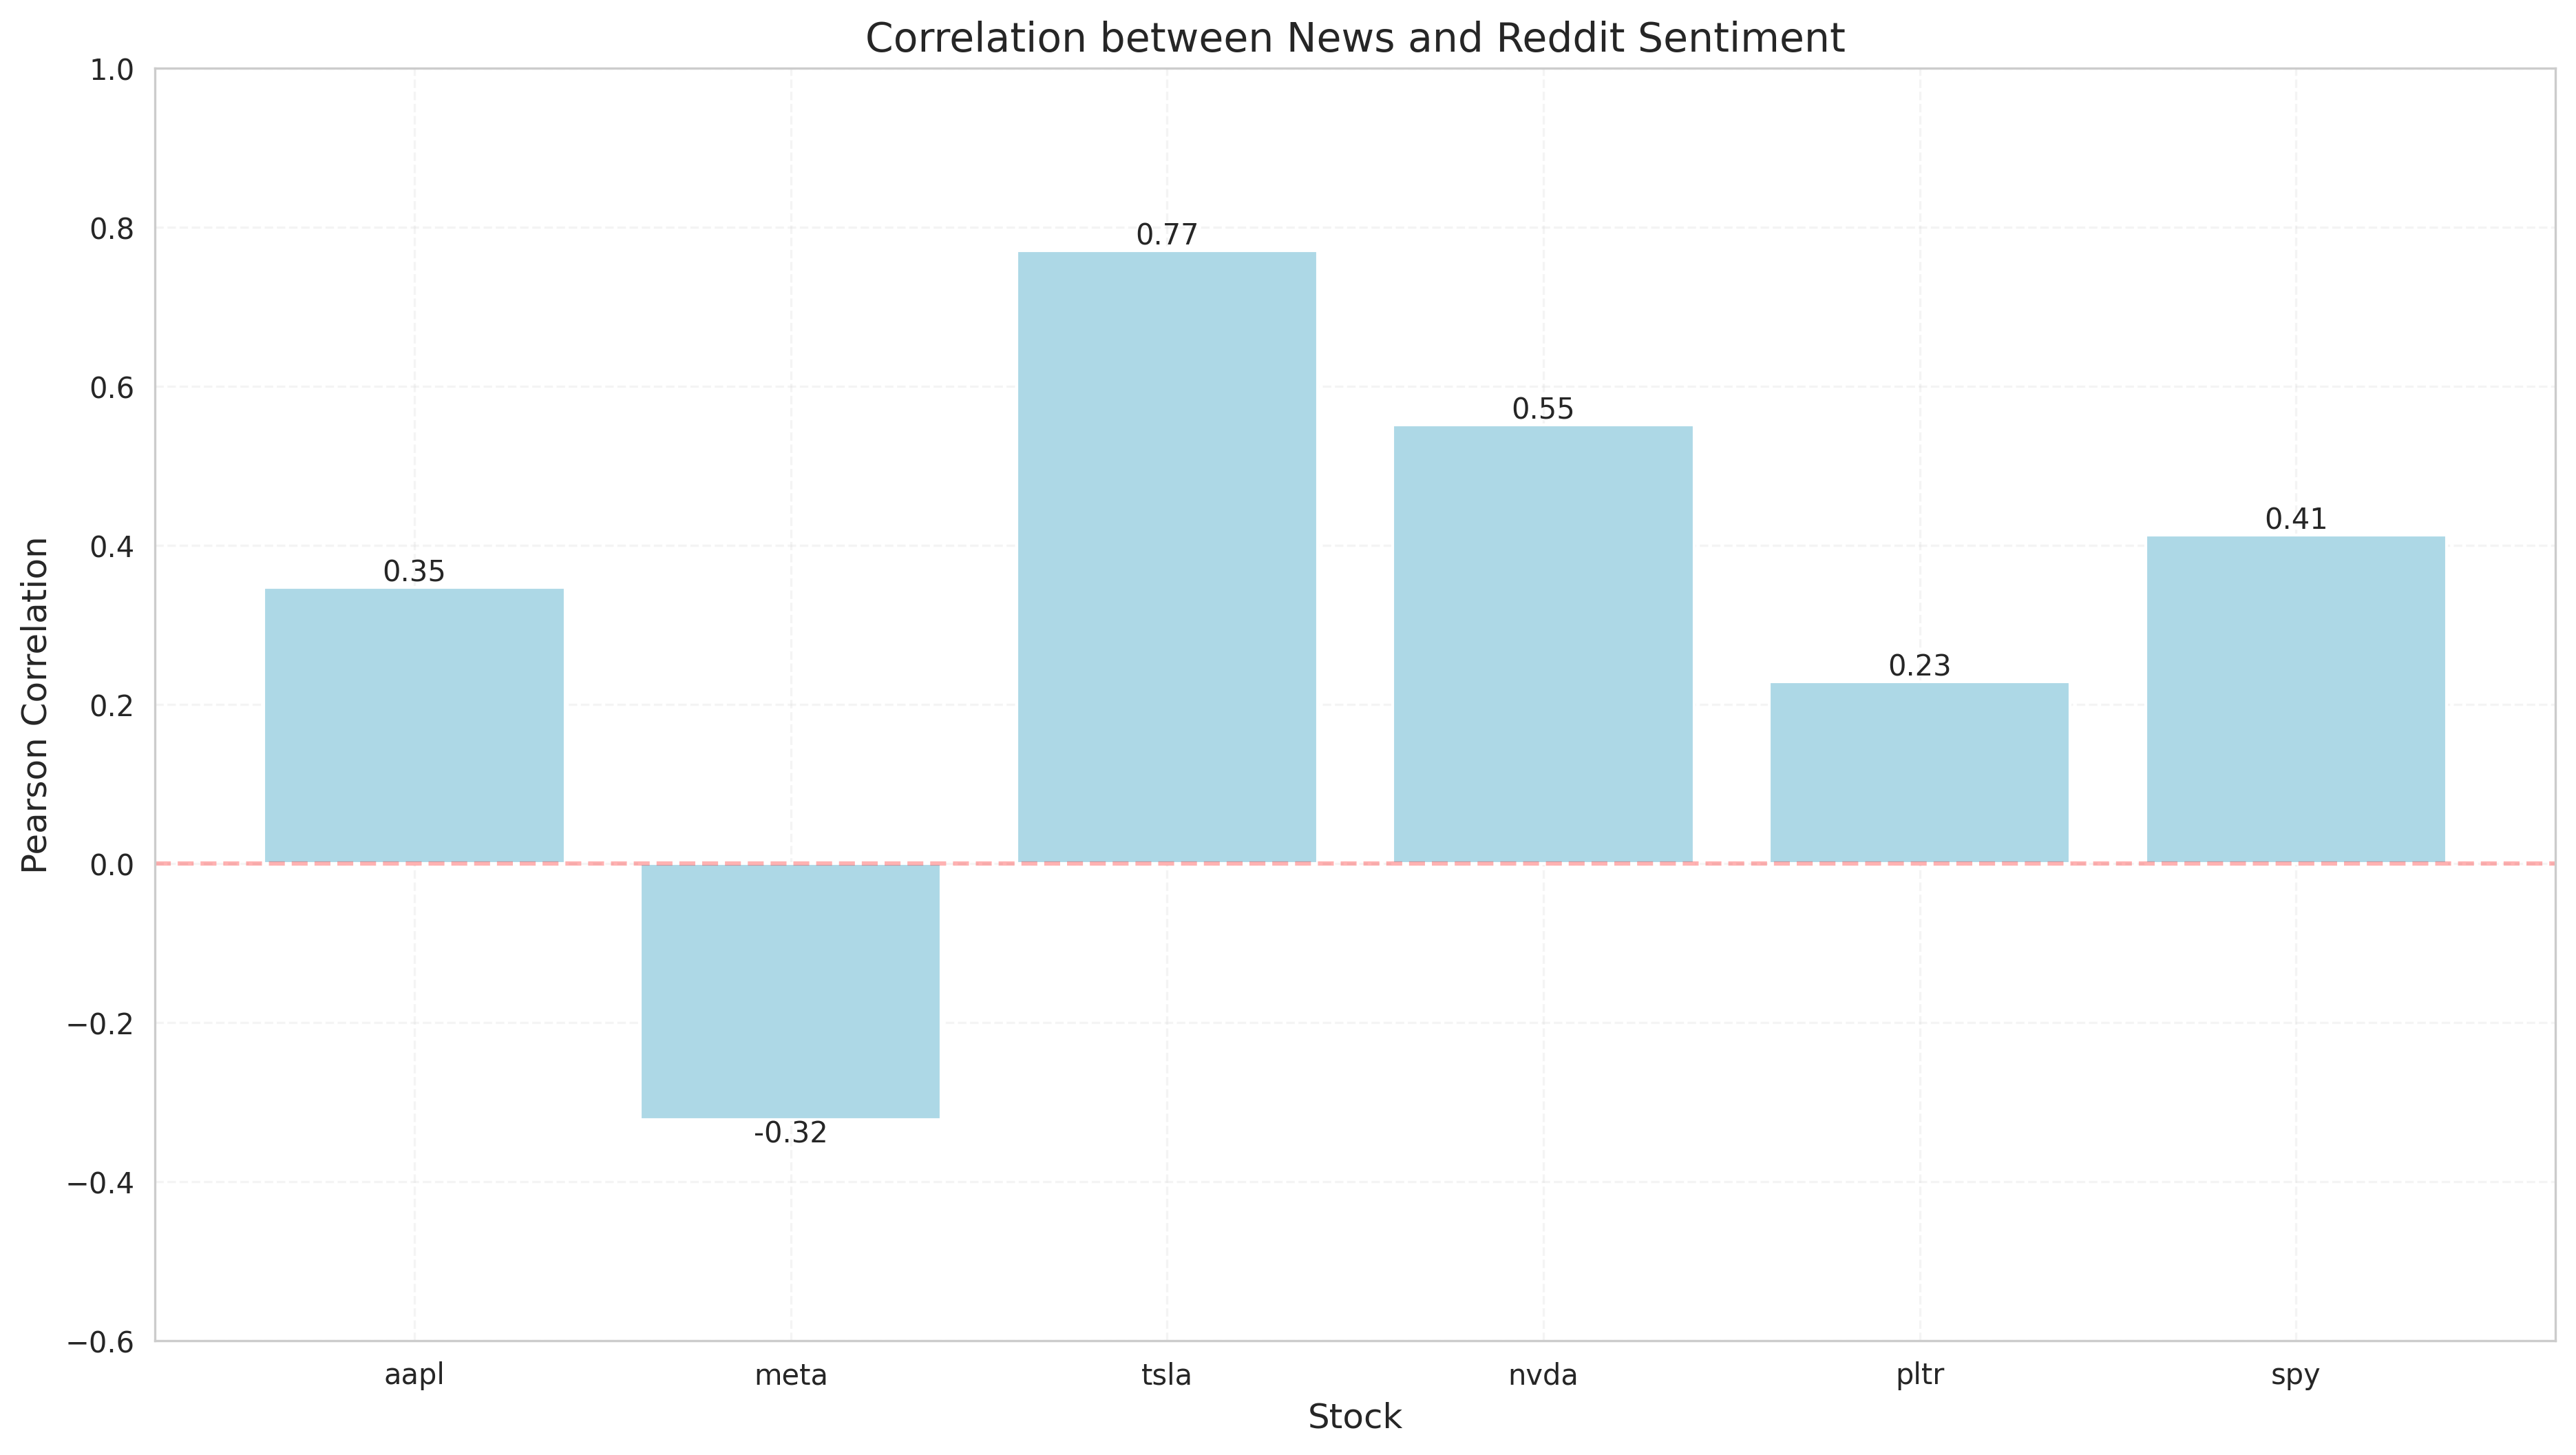 Correlation between News and Reddit Sentiment
Pearson Correlation
1.0
0.8
0.6
0.4
0.2
0.0
−0.2
−0.4
−0.6
0.35
-0.32
0.77
0.55
0.23
0.41
aapl
meta
tsla
nvda
pltr
spy
Stock